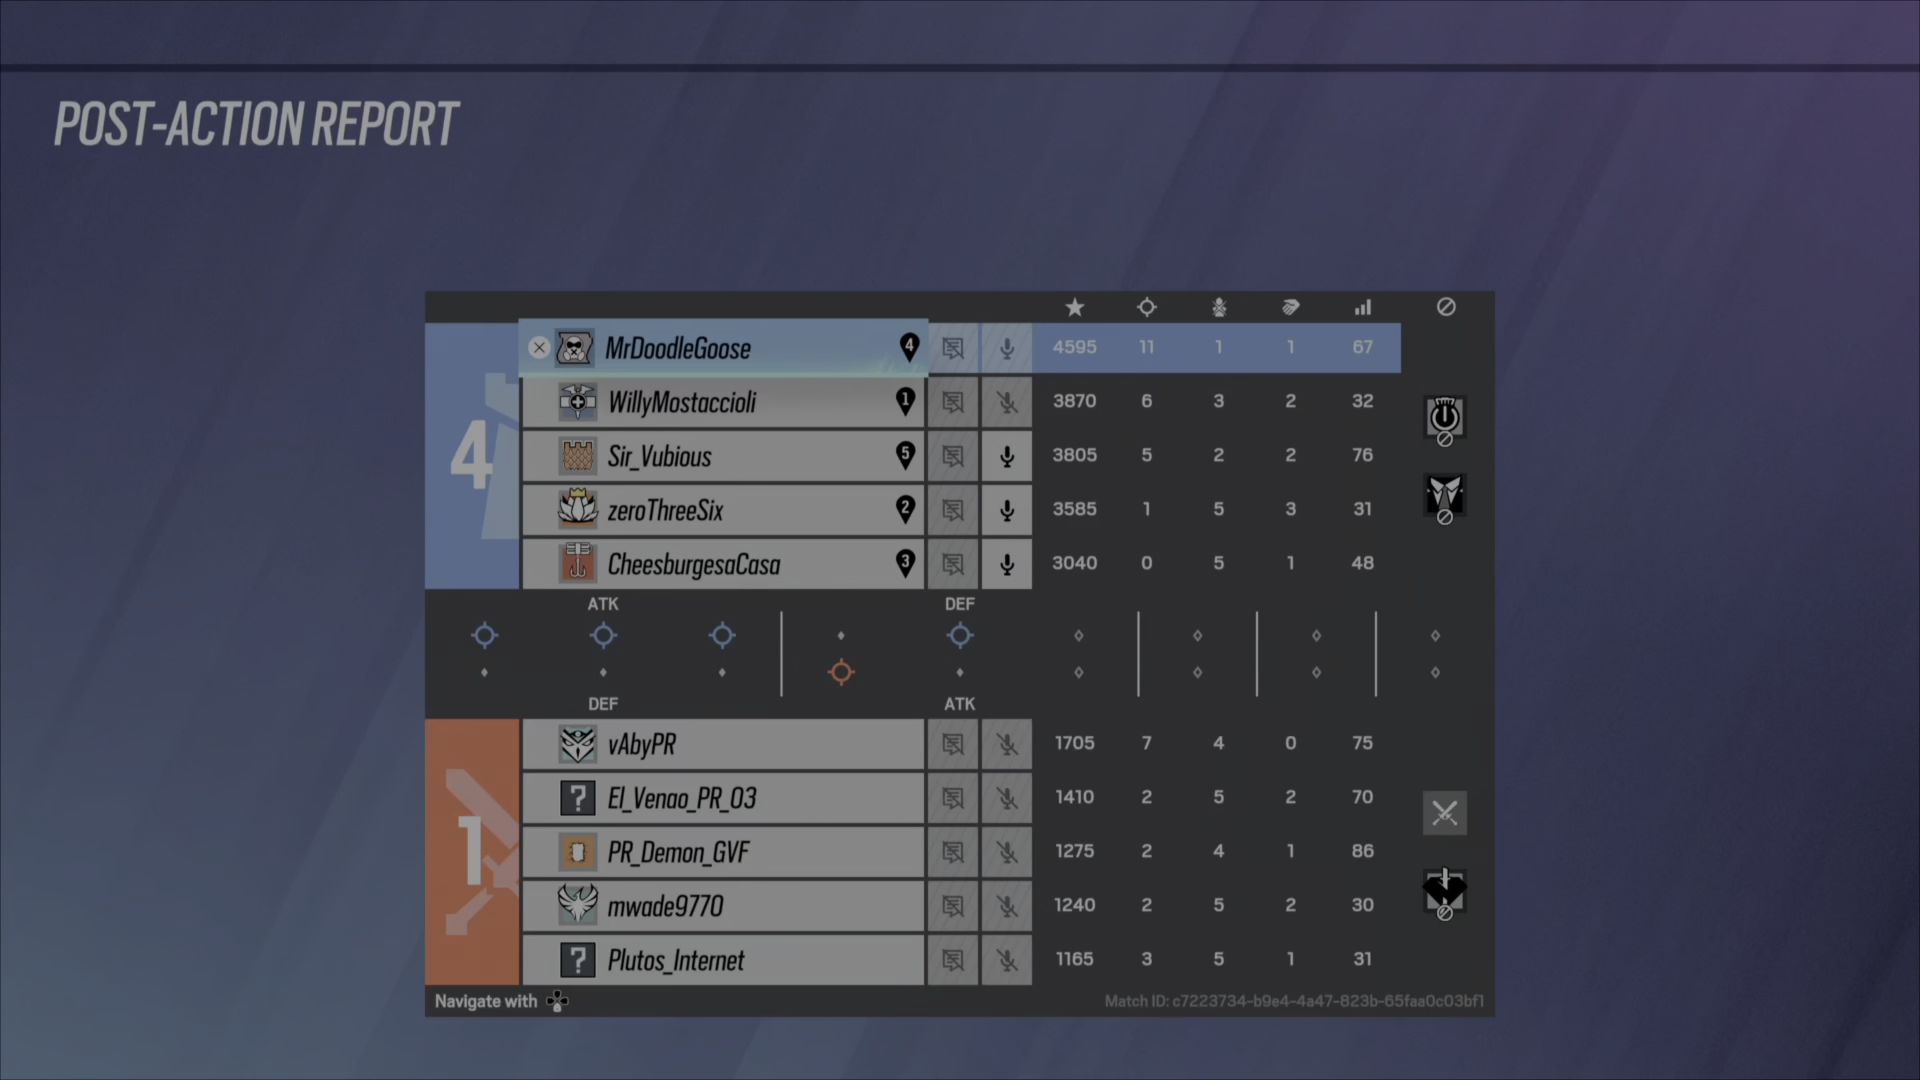 POST-ACTION REPORT
MrDoodleGoose 4 4595 11 1 1 67
WillyMostaccioli 1 3870 6 3 2 32
4
Sir_Vubious 5 3805 5 2 2 76
zeroThreeSix 2 3585 1 5 3 31
CheesburgesaCasa 3 3040 0 5 1 48
ATK DEF
DEF ATK
vAbyPR 1705 7 4 0 75
? El_Venao_PR_03 1410 2 5 2 70
1
PR_Demon_GVF 1275 2 4 1 86
mwade9770 1240 2 5 2 30
? Plutos_Internet 1165 3 5 1 31
Navigate with Match ID: c7223734-b9e4-4a47-823b-65faa0c03bf1